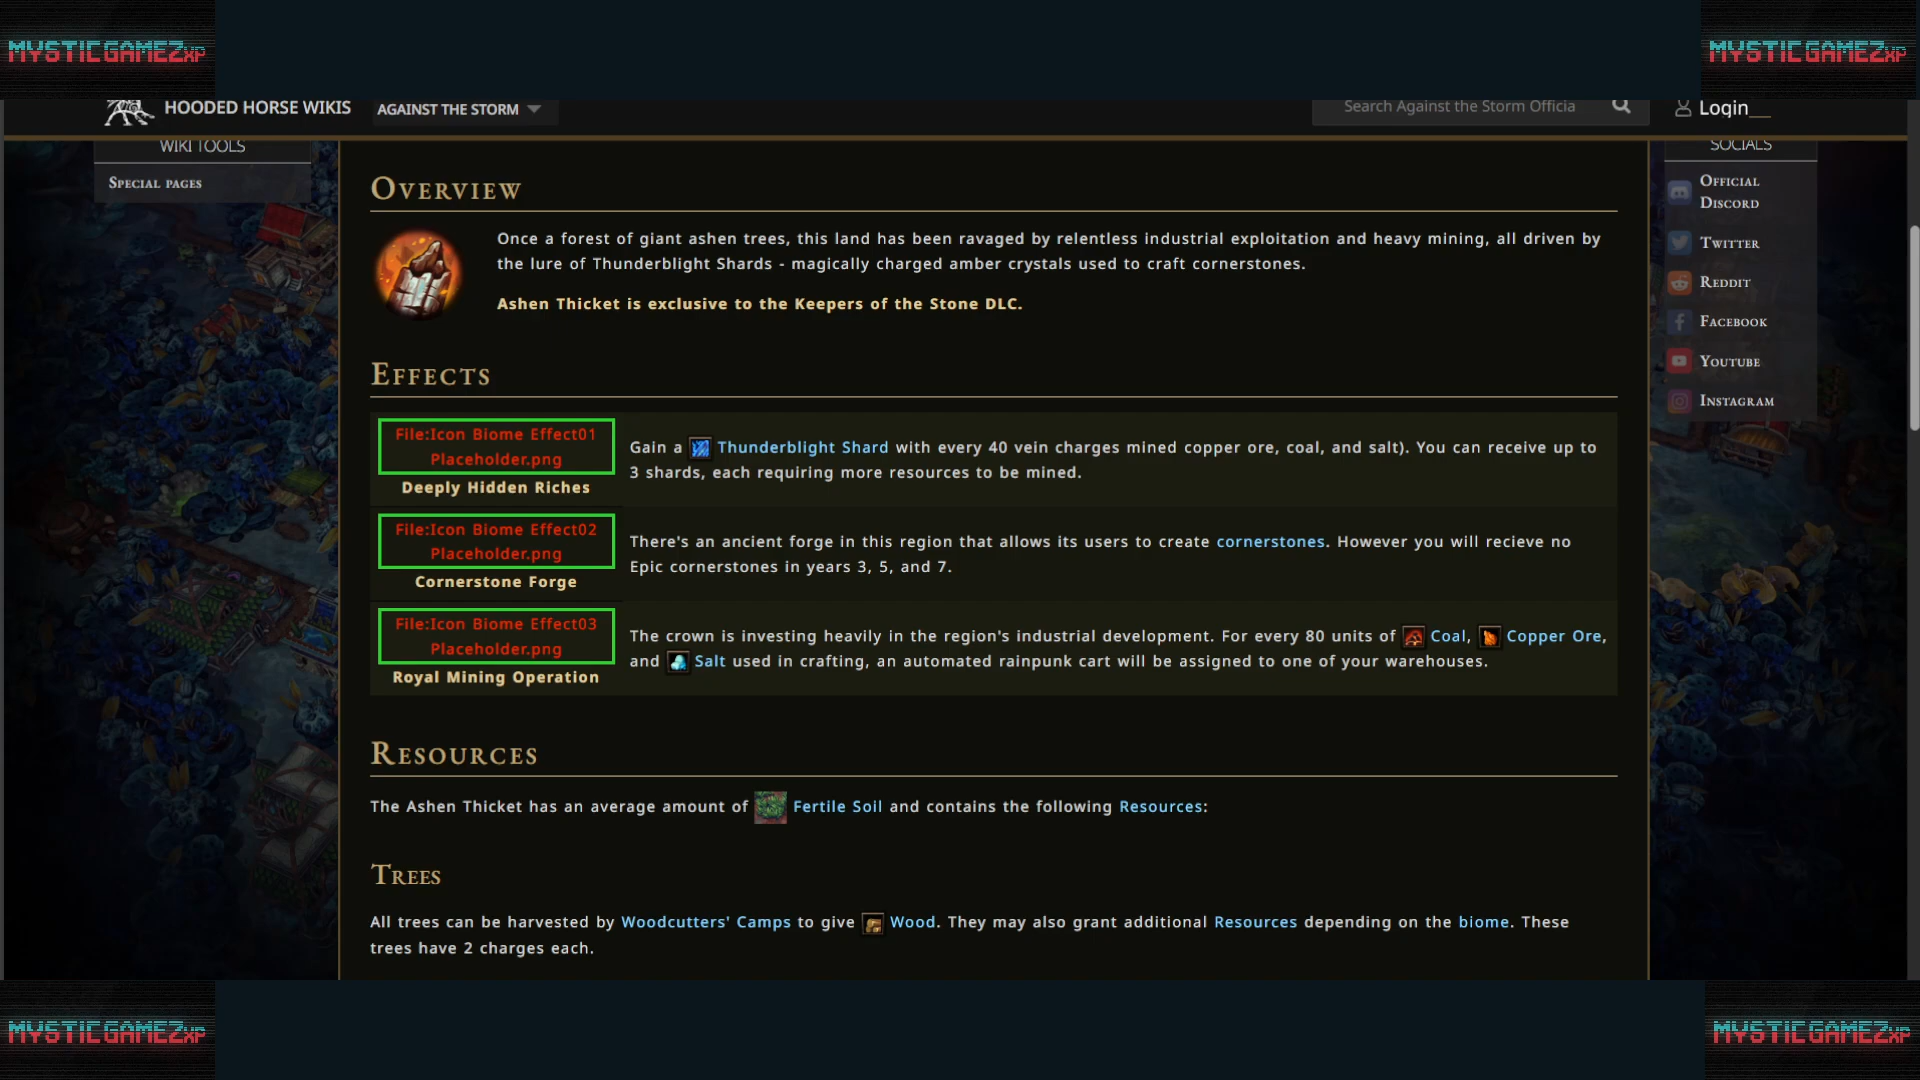 MYSTICGAMEZXP
MYSTICGAMEZXP
HOODED HORSE WIKIS
AGAINST THE STORM
Search Against the Storm Officia
Login
WIKI TOOLS
SPECIAL PAGES
SOCIALS
OFFICIAL
DISCORD
TWITTER
REDDIT
FACEBOOK
YOUTUBE
INSTAGRAM
OVERVIEW
Once a forest of giant ashen trees, this land has been ravaged by relentless industrial exploitation and heavy mining, all driven by
the lure of Thunderblight Shards - magically charged amber crystals used to craft cornerstones.
Ashen Thicket is exclusive to the Keepers of the Stone DLC.
EFFECTS
File:Icon Biome Effect01
Placeholder.png
Deeply Hidden Riches
Gain a Thunderblight Shard with every 40 vein charges mined copper ore, coal, and salt). You can receive up to
3 shards, each requiring more resources to be mined.
File:Icon Biome Effect02
Placeholder.png
Cornerstone Forge
There's an ancient forge in this region that allows its users to create cornerstones. However you will recieve no
Epic cornerstones in years 3, 5, and 7.
File:Icon Biome Effect03
Placeholder.png
Royal Mining Operation
The crown is investing heavily in the region's industrial development. For every 80 units of Coal, Copper Ore,
and Salt used in crafting, an automated rainpunk cart will be assigned to one of your warehouses.
RESOURCES
The Ashen Thicket has an average amount of Fertile Soil and contains the following Resources:
TREES
All trees can be harvested by Woodcutters' Camps to give Wood. They may also grant additional Resources depending on the biome. These
trees have 2 charges each.
MYSTICGAMEZXP
MYSTICGAMEZXP